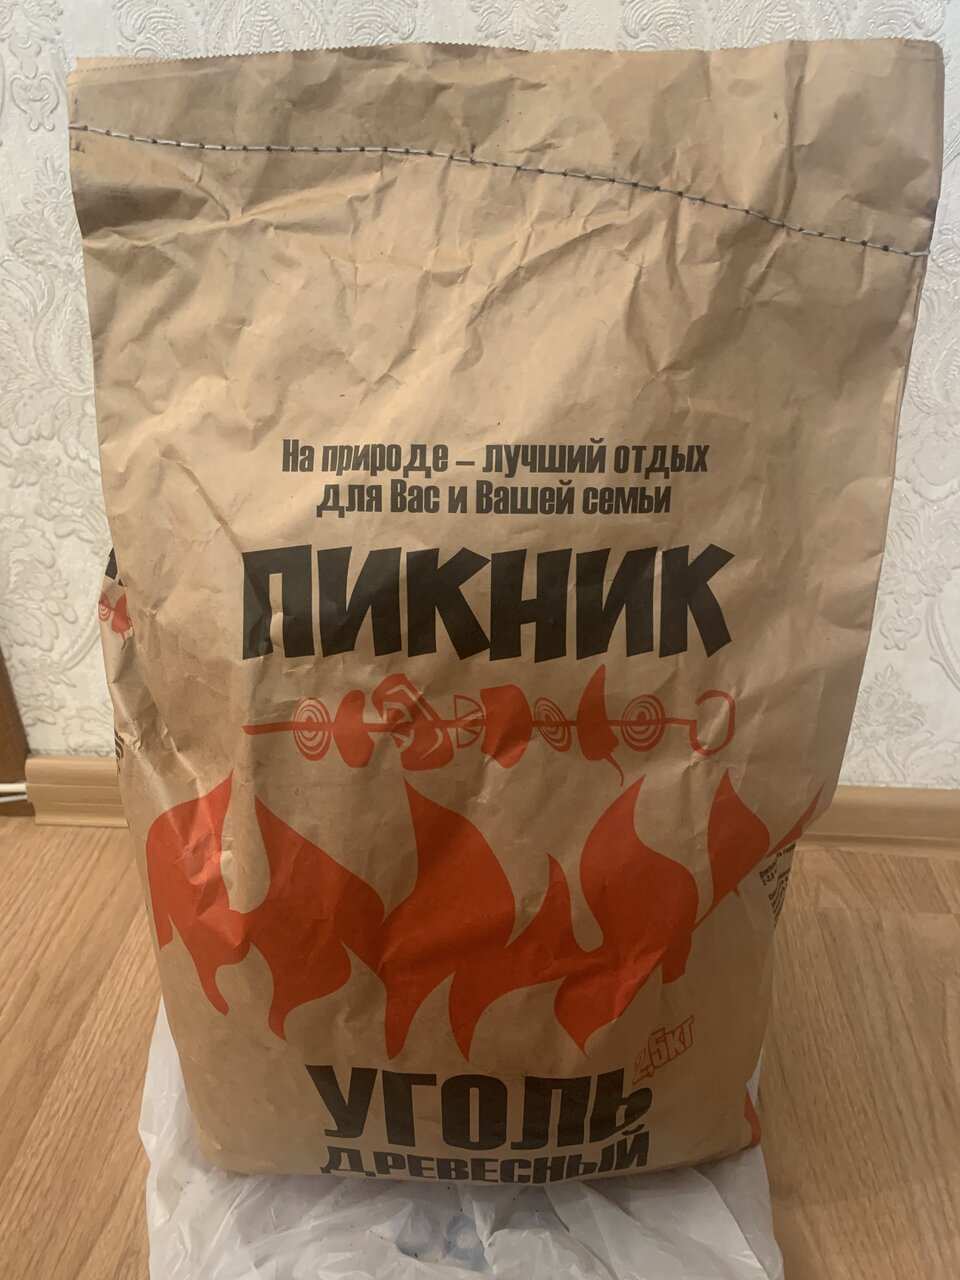 На природе – лучший отдых
для Вас и Вашей семьи
ПИКНИК
2,5кг
УГОЛЬ
ДРЕВЕСНЫЙ